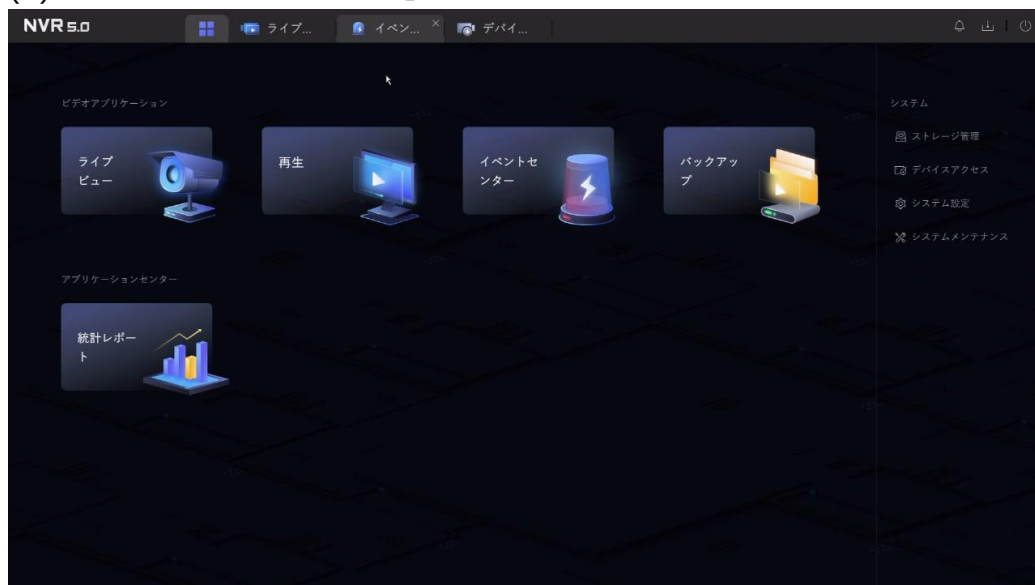 NVR 5.0
ライブ...
イベン... ×
デバイ...
ビデオアプリケーション
ライブ
ビュー
再生
イベントセ
ンター
バックアッ
プ
アプリケーションセンター
統計レポー
ト
システム
ストレージ管理
デバイスアクセス
システム設定
システムメンテナンス